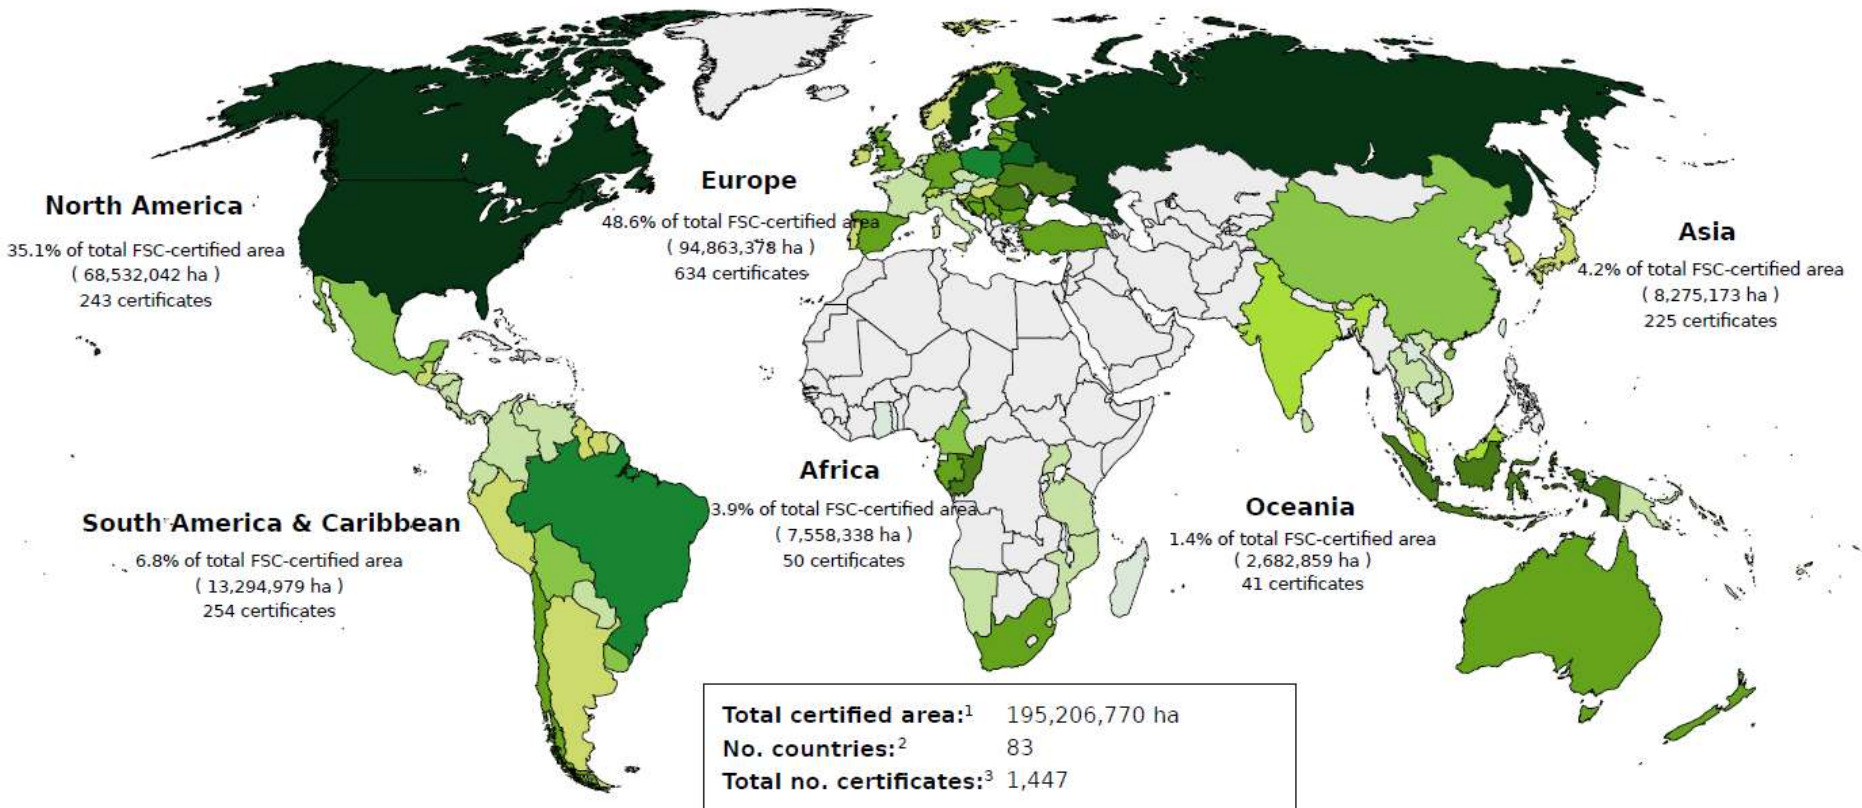 North America
35.1% of total FSC-certified area
( 68,532,042 ha )
243 certificates
Europe
48.6% of total FSC-certified area
( 94,863,378 ha )
634 certificates
Asia
4.2% of total FSC-certified area
( 8,275,173 ha )
225 certificates
South America & Caribbean
6.8% of total FSC-certified area
( 13,294,979 ha )
254 certificates
Africa
3.9% of total FSC-certified area
( 7,558,338 ha )
50 certificates
Oceania
1.4% of total FSC-certified area
( 2,682,859 ha )
41 certificates
Total certified area:¹ 195,206,770 ha
No. countries:² 83
Total no. certificates:³ 1,447